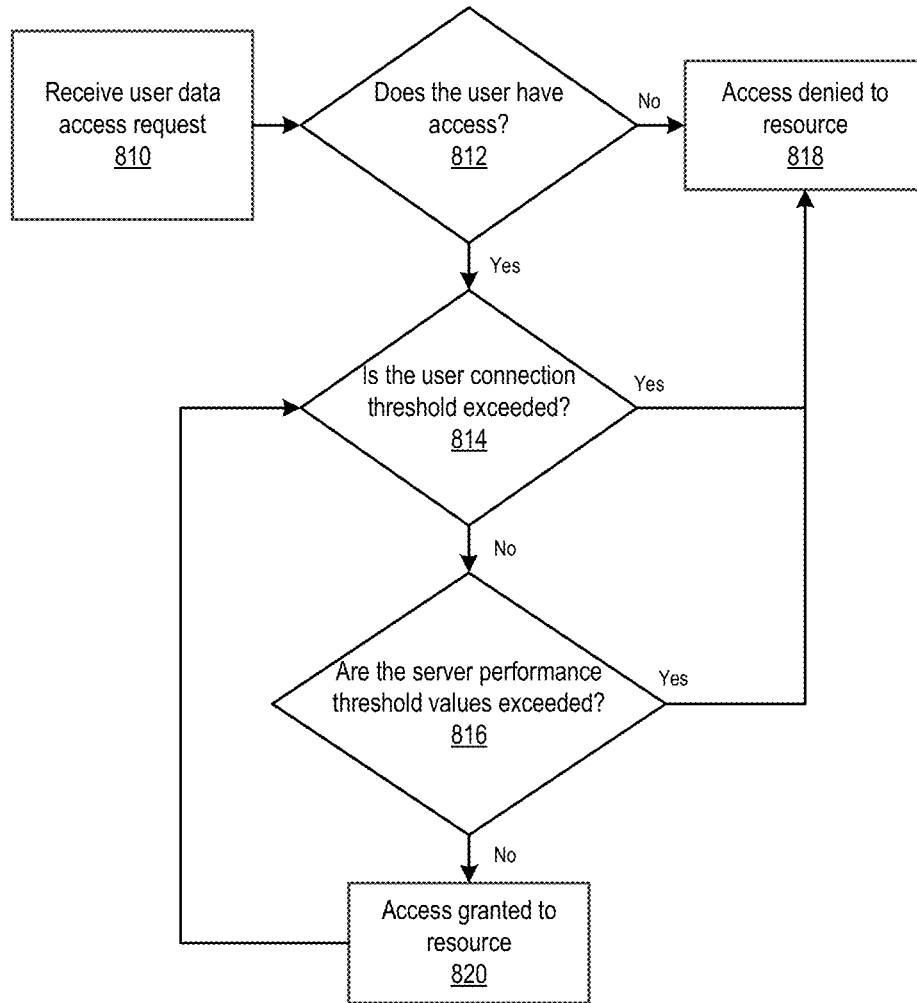 Receive user data
access request
810
Does the user have
access?
812
No
Access denied to
resource
818
Yes
Is the user connection
threshold exceeded?
814
Yes
No
Are the server performance
threshold values exceeded?
816
Yes
No
Access granted to
resource
820